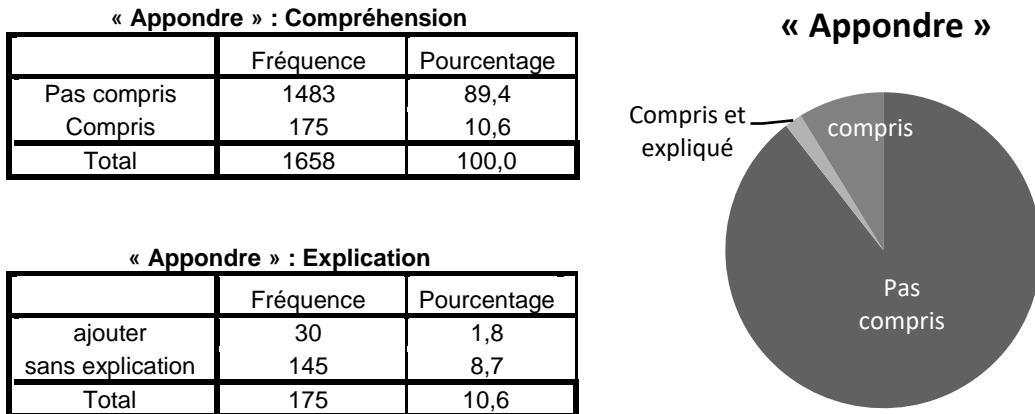 « Appondre » : Compréhension
Fréquence Pourcentage
Pas compris 1483 89,4
Compris 175 10,6
Total 1658 100,0
« Appondre » : Explication
Fréquence Pourcentage
ajouter 30 1,8
sans explication 145 8,7
Total 175 10,6
« Appondre »
Compris et
expliqué
compris
Pas
compris